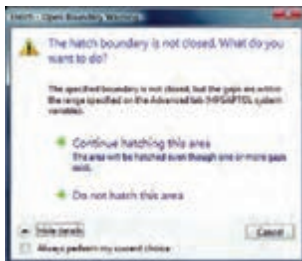 Hatch - Open Boundary Warning
The hatch boundary is not closed. What do you
want to do?
The specified boundary is not closed, but the gaps are within
the range specified on the Advanced tab (HPGAPTOL system
variable).
Continue hatching this area
The area will be hatched even though one or more gaps
exist.
Do not hatch this area
Hide details
Cancel
Always perform my current choice